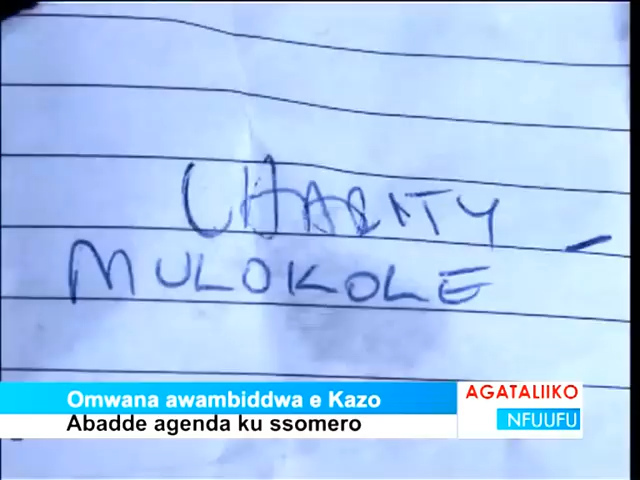 CHARITY -
MULOKOLE
Omwana awambiddwa e Kazo
Abadde agenda ku ssomero
AGATALIIKO
NFUUFU